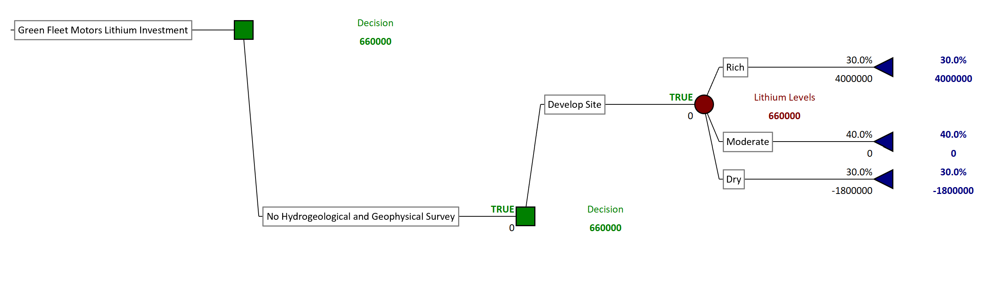 Green Fleet Motors Lithium Investment
Decision
660000
30.0%
30.0%
Rich
4000000
4000000
TRUE
Lithium Levels
Develop Site
0
660000
40.0%
40.0%
Moderate
0
0
30.0%
30.0%
Dry
-1800000
-1800000
TRUE
Decision
No Hydrogeological and Geophysical Survey
0
660000